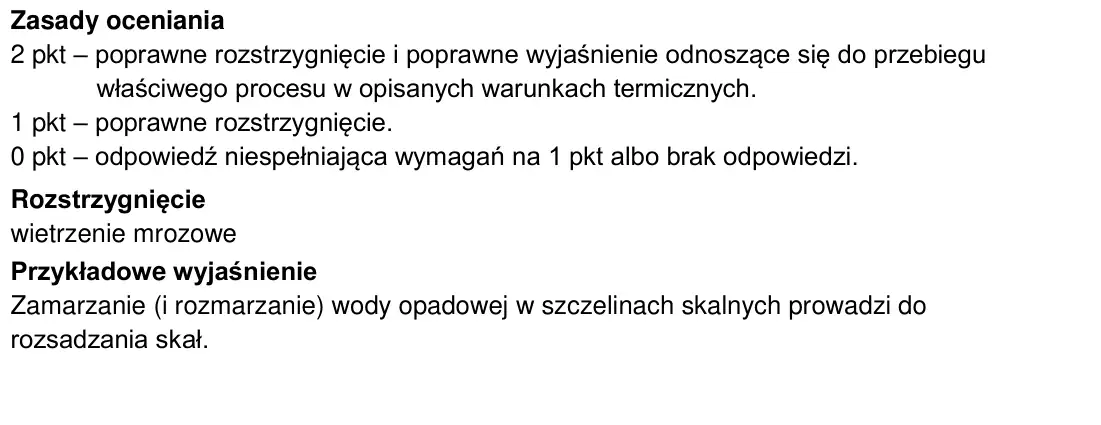 Zasady oceniania
2 pkt – poprawne rozstrzygnięcie i poprawne wyjaśnienie odnoszące się do przebiegu
właściwego procesu w opisanych warunkach termicznych.
1 pkt – poprawne rozstrzygnięcie.
0 pkt – odpowiedź niespełniająca wymagań na 1 pkt albo brak odpowiedzi.
Rozstrzygnięcie
wietrzenie mrozowe
Przykładowe wyjaśnienie
Zamarzanie (i rozmarzanie) wody opadowej w szczelinach skalnych prowadzi do
rozsadzania skał.